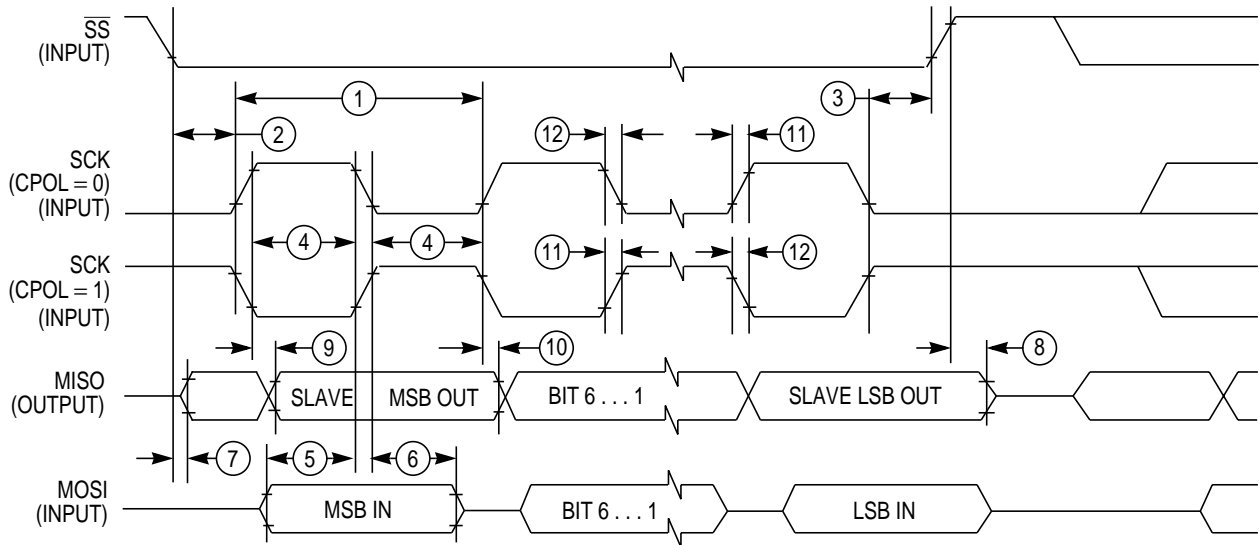 SS
(INPUT)
1
3
2
12
11
SCK
(CPOL = 0)
(INPUT)
4
4
11
12
SCK
(CPOL = 1)
(INPUT)
9
10
8
MISO
(OUTPUT)
SLAVE
MSB OUT
BIT 6 . . . 1
SLAVE LSB OUT
7
5
6
MOSI
(INPUT)
MSB IN
BIT 6 . . . 1
LSB IN